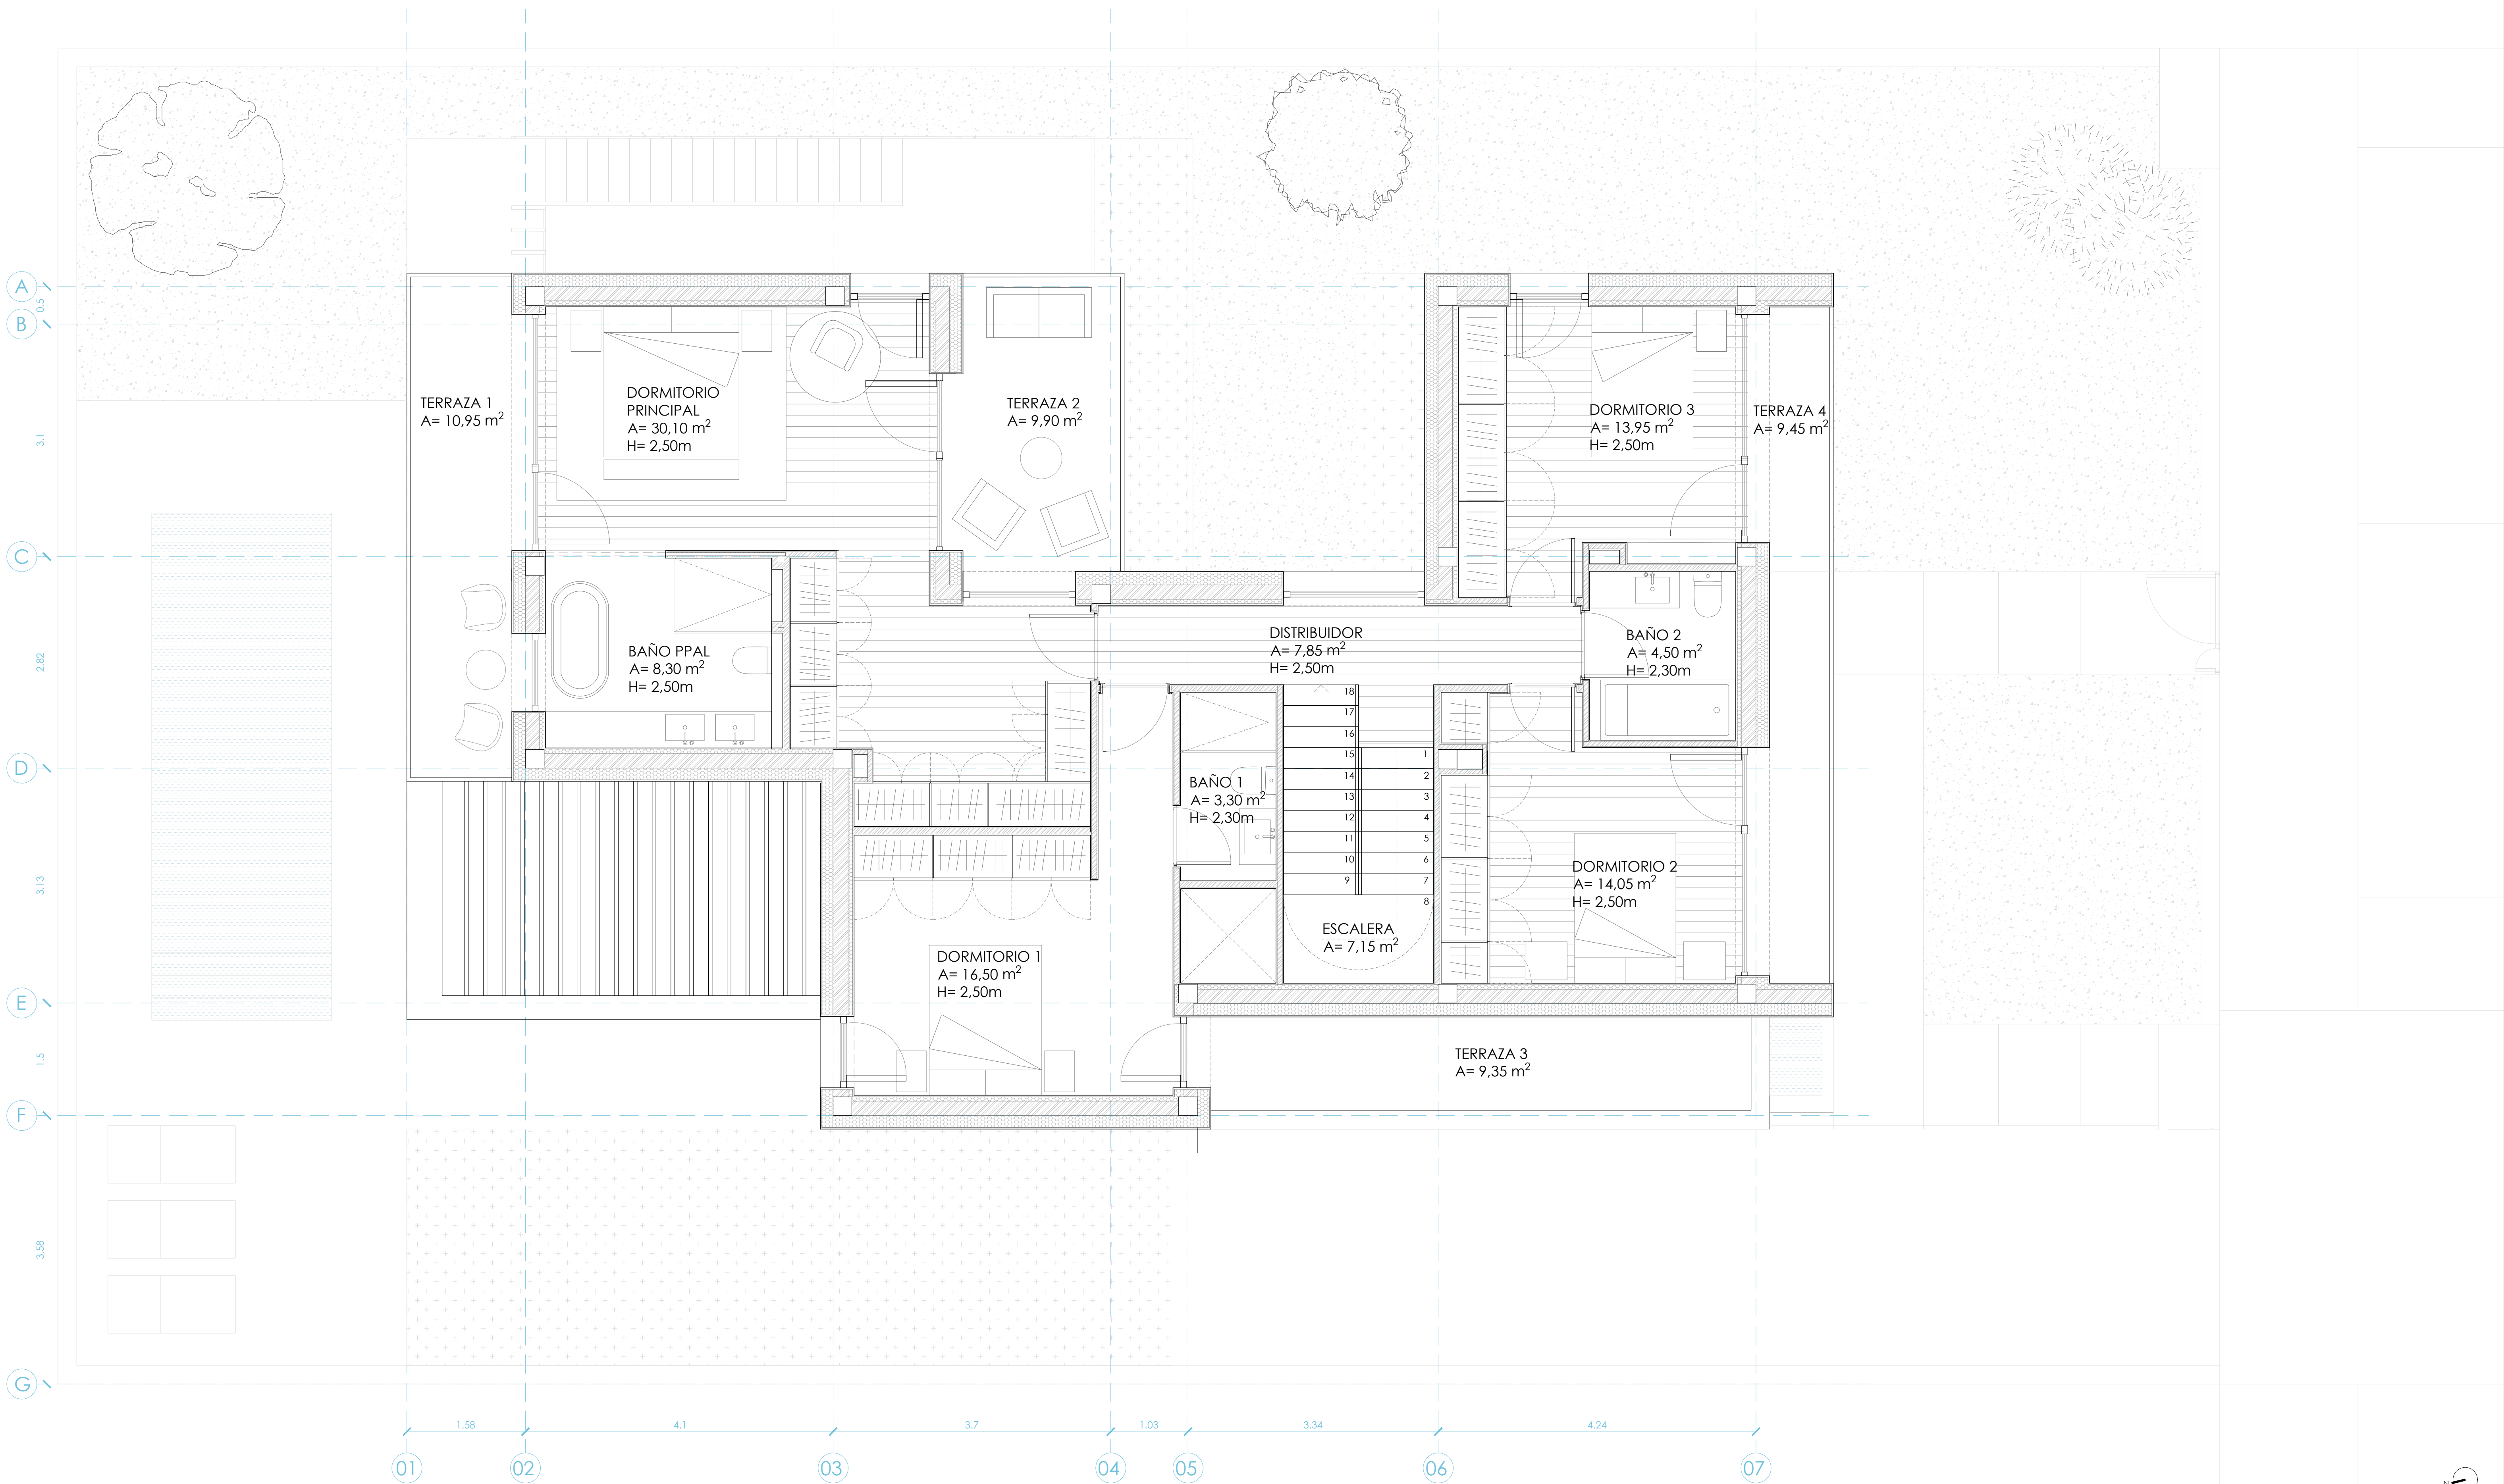 A
0.5
B
3.1
C
2.82
D
3.13
E
1.5
F
3.58
G
TERRAZA 1
A= 10,95 m²
DORMITORIO
PRINCIPAL
A= 30,10 m²
H= 2,50m
TERRAZA 2
A= 9,90 m²
DORMITORIO 3
A= 13,95 m²
H= 2,50m
TERRAZA 4
A= 9,45 m²
BAÑO PPAL
A= 8,30 m²
H= 2,50m
DISTRIBUIDOR
A= 7,85 m²
H= 2,50m
BAÑO 2
A= 4,50 m²
H= 2,30m
BAÑO 1
A= 3,30 m²
H= 2,30m
18
17
16
15
14
13
12
11
10
9
1
2
3
4
5
6
7
8
ESCALERA
A= 7,15 m²
DORMITORIO 2
A= 14,05 m²
H= 2,50m
DORMITORIO 1
A= 16,50 m²
H= 2,50m
TERRAZA 3
A= 9,35 m²
1.58
4.1
3.7
1.03
3.34
4.24
01
02
03
04
05
06
07
N